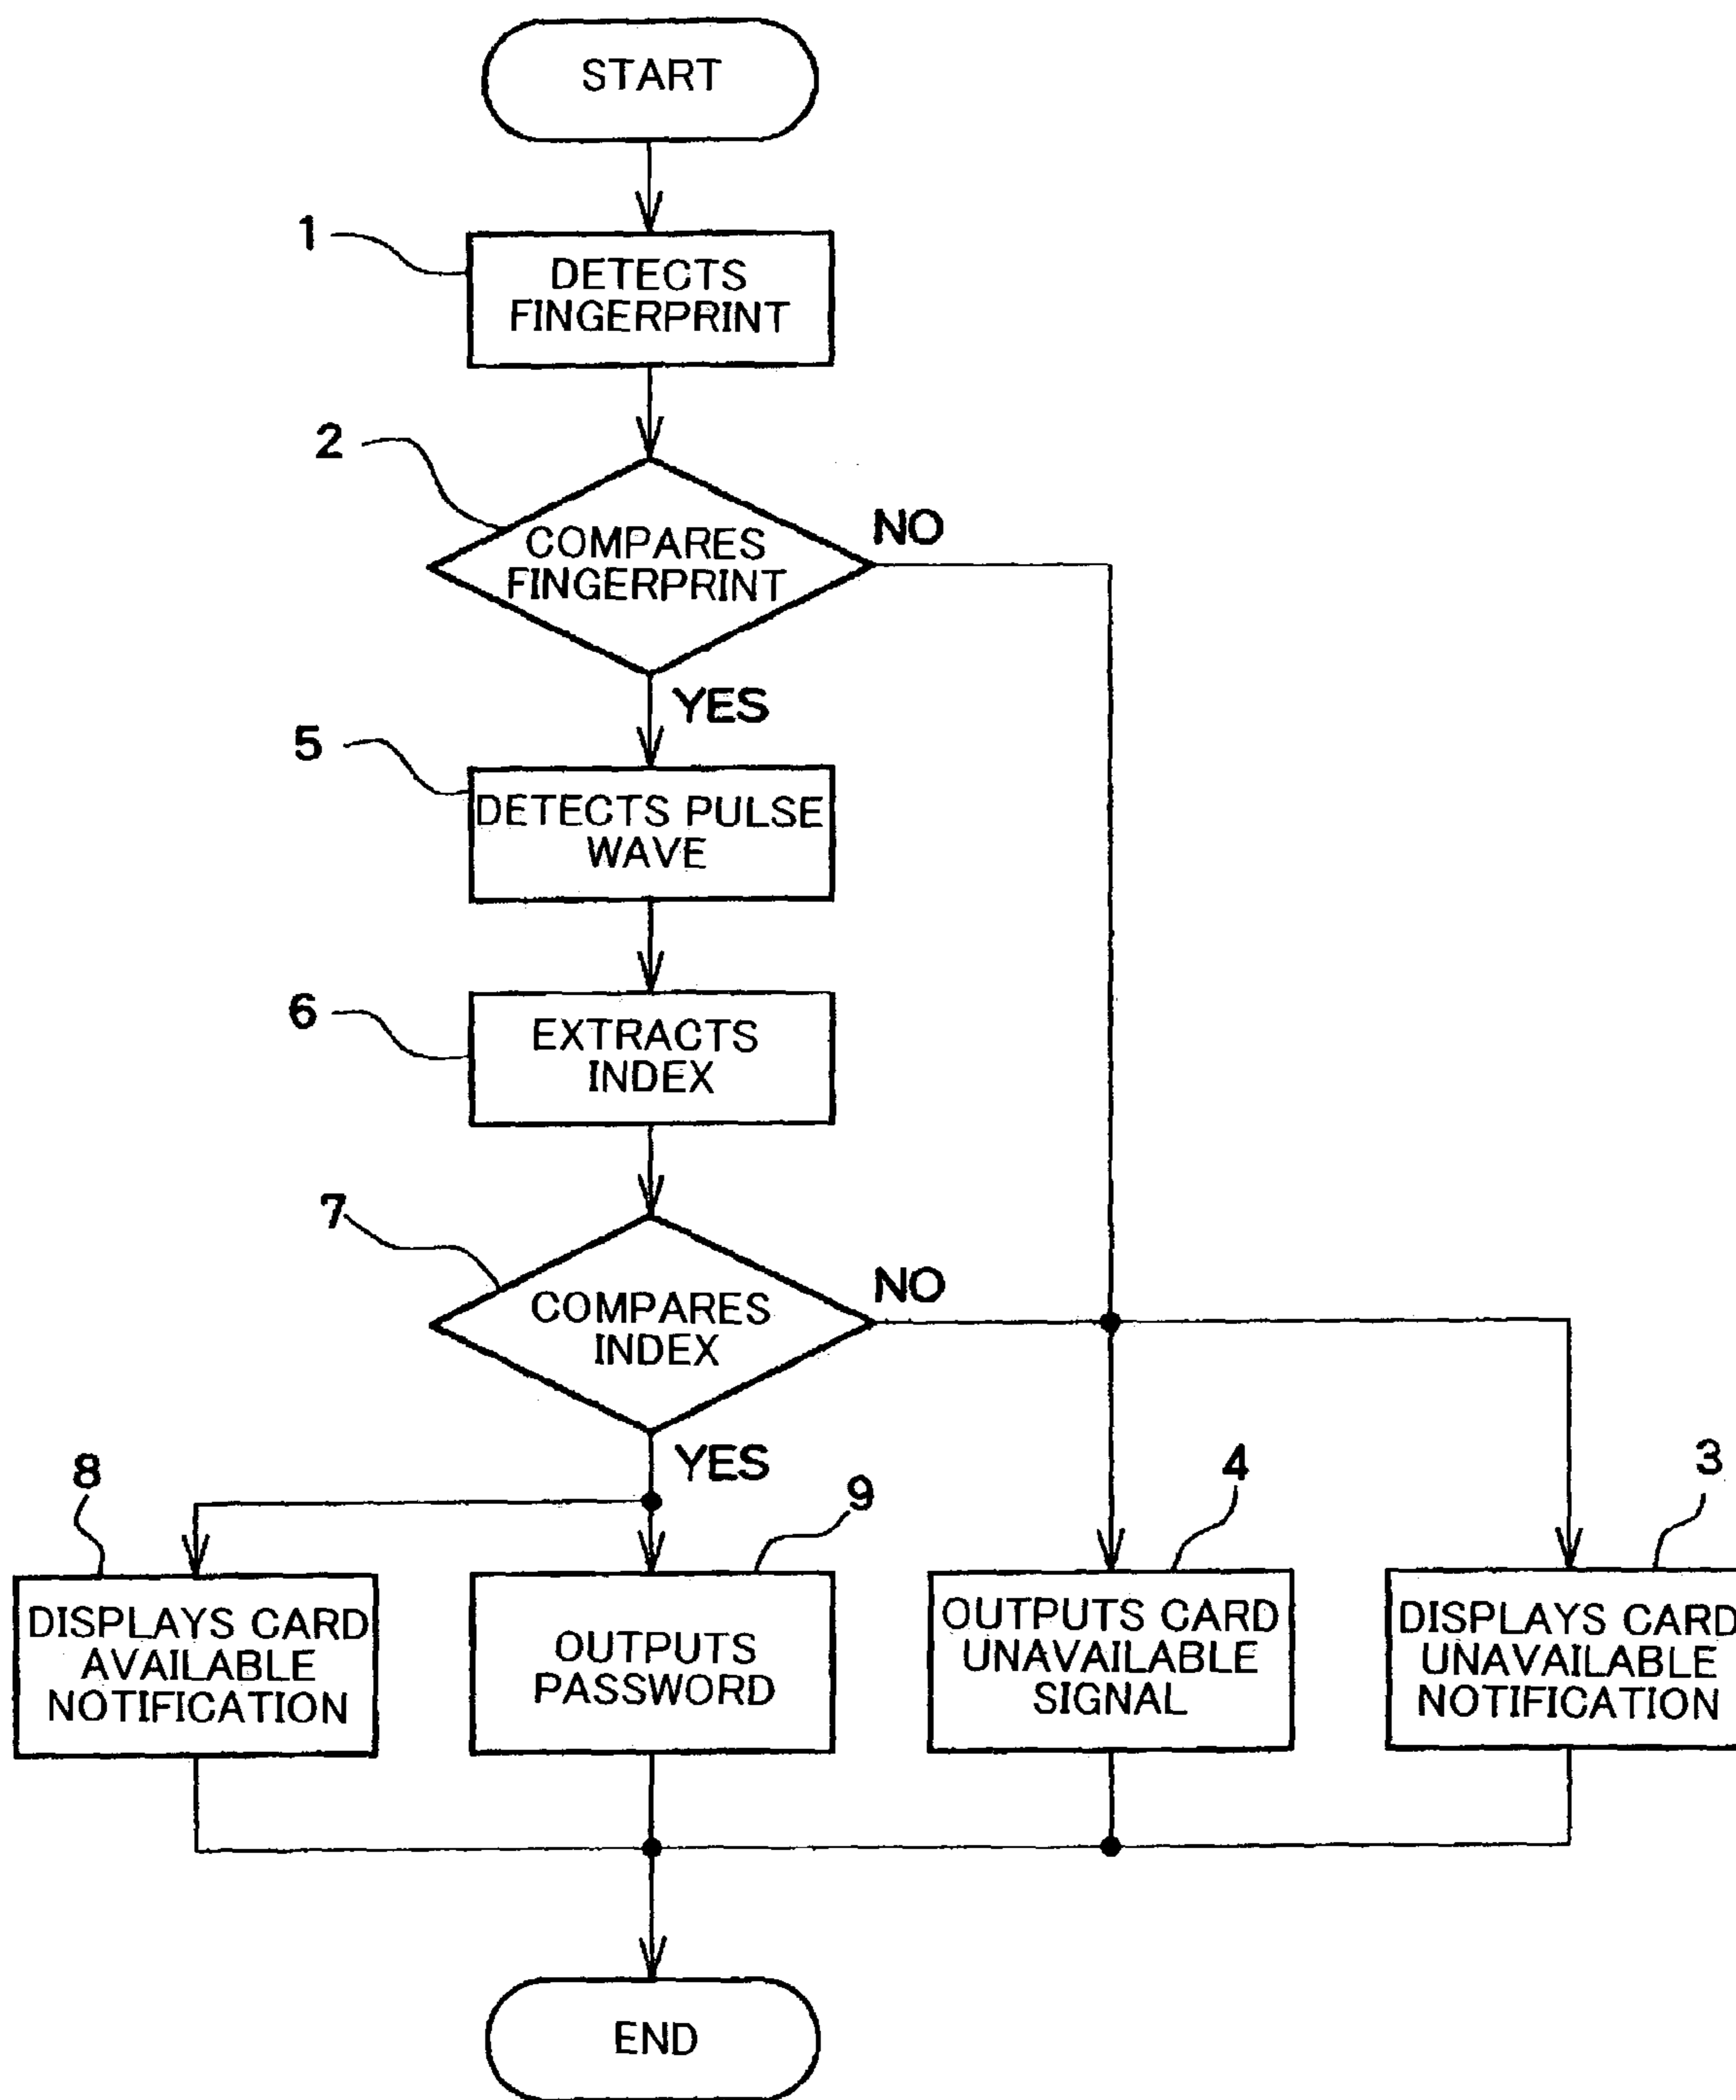 START
1
DETECTS
FINGERPRINT
2
COMPARES
FINGERPRINT
NO
YES
5
DETECTS PULSE
WAVE
6
EXTRACTS
INDEX
7
COMPARES
INDEX
NO
YES
8
DISPLAYS CARD
AVAILABLE
NOTIFICATION
9
OUTPUTS
PASSWORD
4
OUTPUTS CARD
UNAVAILABLE
SIGNAL
3
DISPLAYS CARD
UNAVAILABLE
NOTIFICATION
END